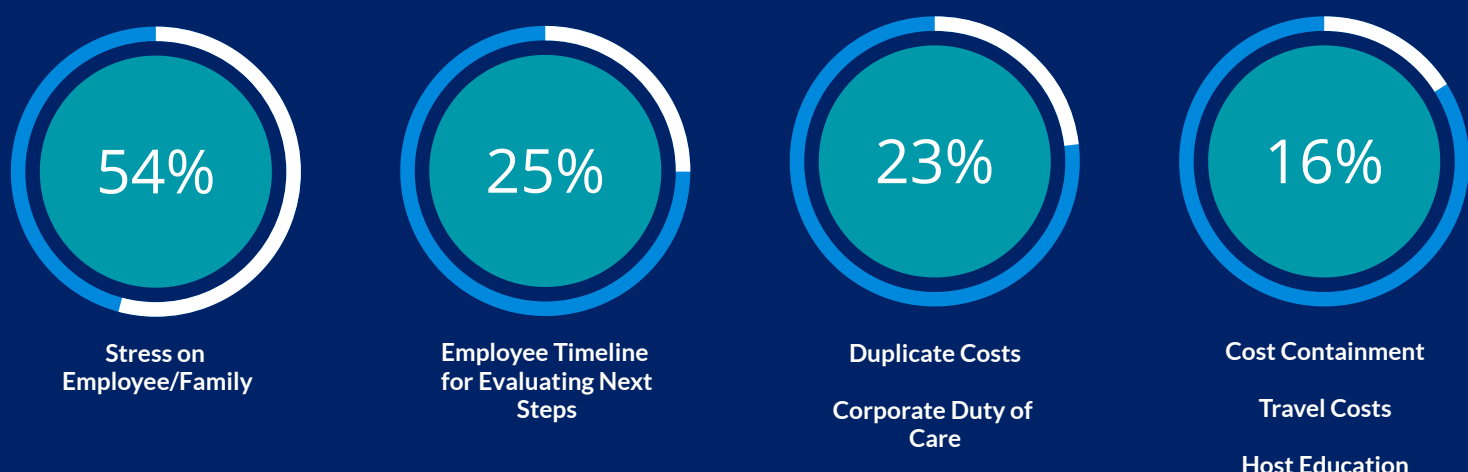 54%
25%
23%
16%
Stress on
Employee/Family
Employee Timeline
for Evaluating Next
Steps
Duplicate Costs
Corporate Duty of
Care
Cost Containment
Travel Costs
Host Education